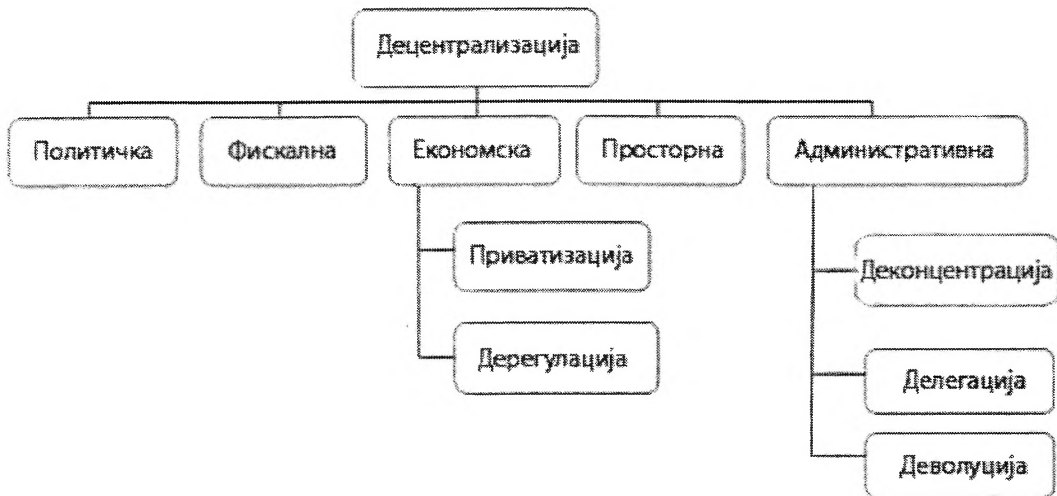 Децентрализација
Политичка
Фискална
Економска
Просторна
Административна
Приватизација
Дерегулација
Деконцентрација
Делегација
Деволуција